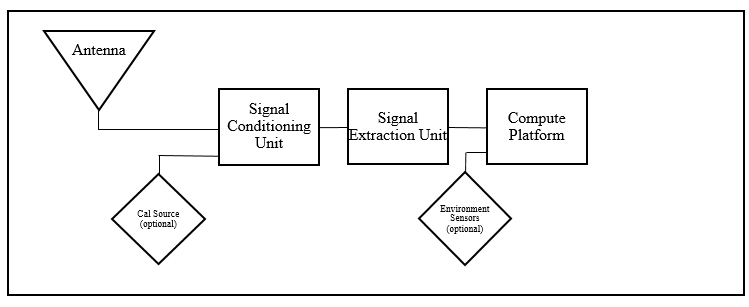 Antenna
Signal
Conditioning
Unit
Signal
Extraction Unit
Compute
Platform
Cal Source
(optional)
Environment
Sensors
(optional)